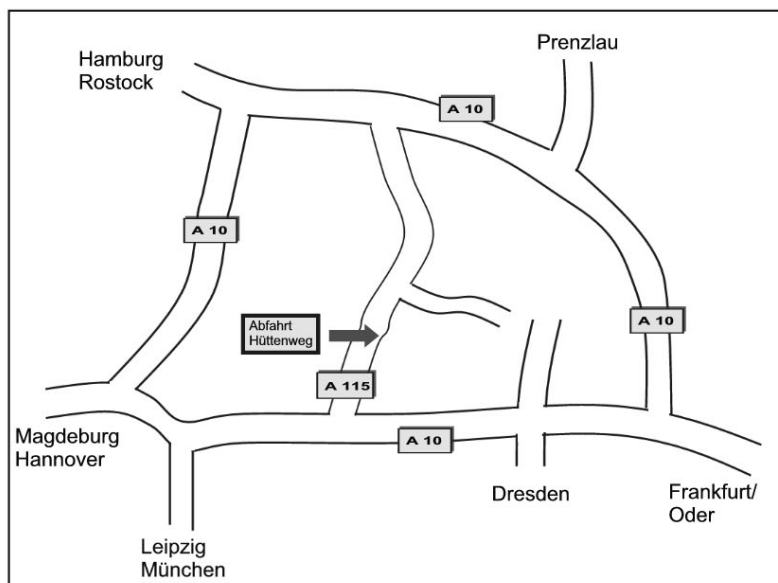 Prenzlau
Hamburg
Rostock
A 10
A 10
Abfahrt
Hüttenweg
A 10
A 115
Magdeburg
Hannover
A 10
Dresden
Frankfurt/
Oder
Leipzig
München